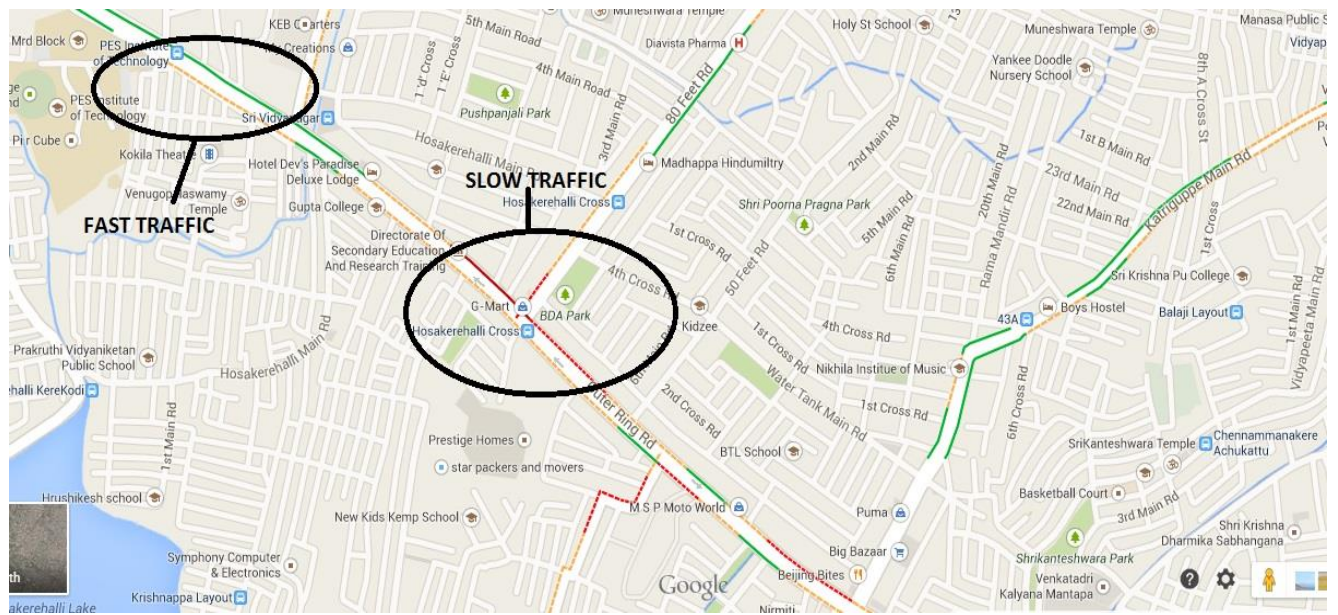 KEB Quarters
5th Main Road
Muneshwara Temple
Holy St School
Muneshwara Temple
Manasa Public S
Mrd Block
PES Institute
of Technology
Creations
Diavista Pharma
Yankee Doodle
Nursery School
8th A Cross St
4th Main Road
1 'd' Cross
1 'E' Cross
80 Feet Rd
PES Institute
of Technology
Pushpanjali Park
3rd Main Rd
2nd Main Rd
Sri Vidyanagar
Hosakerehalli Main Rd
1st B Main Rd
Kokila Theatre
Hotel Dev's Paradise
Deluxe Lodge
Madhappa Hindumiltry
23rd Main Rd
20th Main Rd
SLOW TRAFFIC
Venugopalaswamy
Temple
Gupta College
Hosakerehalli Cross
Shri Poorna Pragna Park
22nd Main Rd
Katriguppe Main Rd
FAST TRAFFIC
5th Main Rd
6th Main Rd
Rama Mandir Rd
Directorate Of
Secondary Education
And Research Training
1st Cross Rd
50 Feet Rd
1st Cross
4th Cross Rd
Sri Krishna Pu College
G-Mart
BDA Park
Kidzee
43A
Boys Hostel
Balaji Layout
Hosakerehalli Cross
4th Cross Rd
1st Main Rd
Vidyapeeta Main Rd
Prakruthi Vidyaniketan
Public School
Hosakerehalli Main Rd
6th Main Rd
1st Cross Rd
Water Tank Main Rd
Nikhila Institue of Music
ehalli KereKodi
Outer Ring Rd
2nd Cross Rd
1st Cross Rd
6th Cross Rd
1st Main Rd
Prestige Homes
BTL School
SriKanteshwara Temple
Chennammanakere
Achukattu
star packers and movers
Hrushikesh school
New Kids Kemp School
M S P Moto World
Puma
Basketball Court
3rd Main Rd
Shri Krishna
Dharmika Sabhangana
Symphony Computer
& Electronics
Big Bazaar
Shrikanteshwara Park
th
Google
Beijing Bites
Venkatadri
Kalyana Mantapa
Krishnappa Layout
akerehalli Lake
Nirmiti